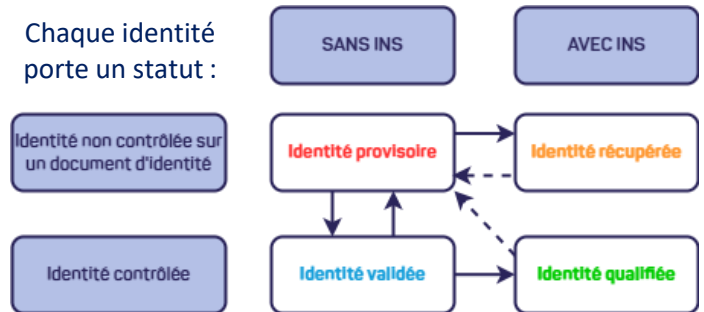 Chaque identité
porte un statut :
SANS INS
AVEC INS
Identité non contrôlée sur
un document d'identité
Identité provisoire
Identité récupérée
Identité contrôlée
Identité validée
Identité qualifiée